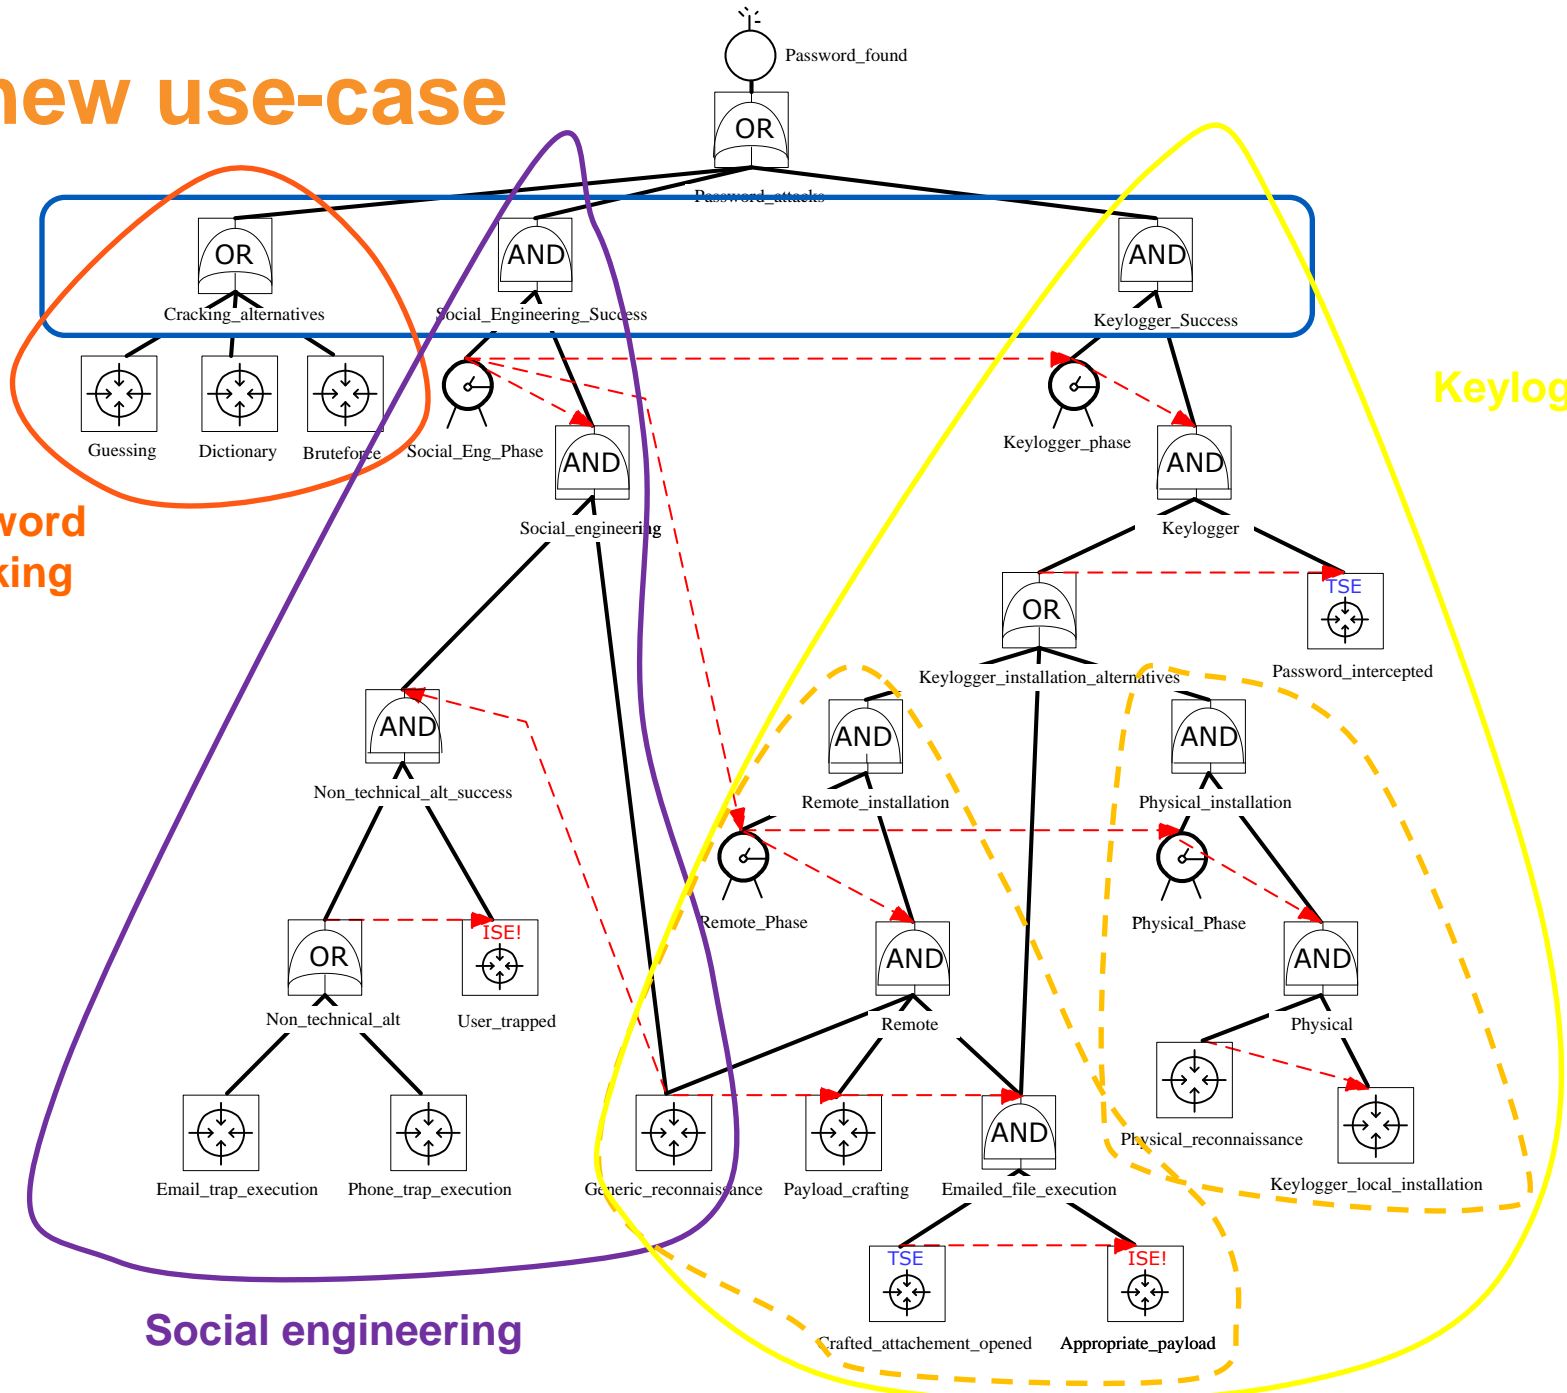 new use-case
Password_found
OR
Password_attacks
OR
AND
AND
Cracking_alternatives
Social_Engineering_Success
Keylogger_Success
Guessing
Dictionary
Bruteforce
Social_Eng_Phase
AND
Keylogger_phase
AND
Keylog
word
king
Social_engineering
Keylogger
OR
TSE
Keylogger_installation_alternatives
Password_intercepted
AND
AND
AND
Non_technical_alt_success
Remote_installation
Physical_installation
Remote_Phase
Physical_Phase
OR
ISE!
AND
AND
Non_technical_alt
User_trapped
Remote
Physical
AND
Email_trap_execution
Phone_trap_execution
Generic_reconnaissance
Payload_crafting
Emailed_file_execution
Physical_reconnaissance
Keylogger_local_installation
TSE
ISE!
Crafted_attachement_opened
Appropriate_payload
Social engineering